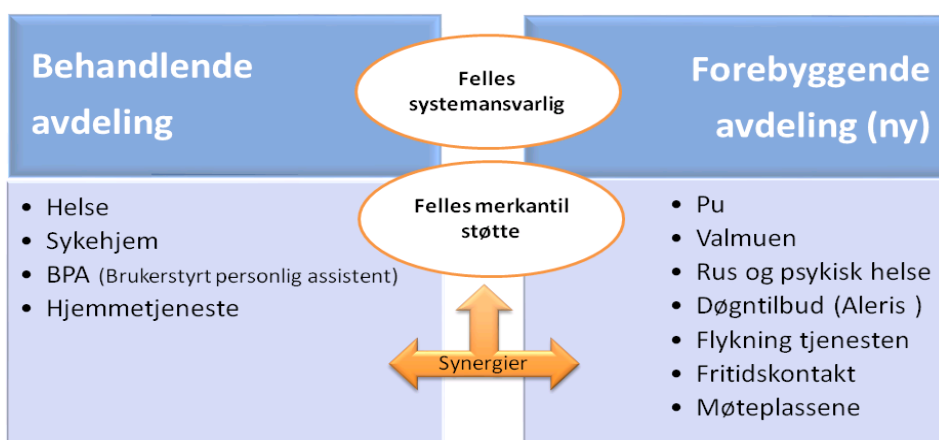 Behandlende
avdeling
• Helse
• Sykehjem
• BPA (Brukerstyrt personlig assistent)
• Hjemmetjeneste
Felles
systemansvarlig
Felles merkantil
støtte
Synergier
Forebyggende
avdeling (ny)
• Pu
• Valmuen
• Rus og psykisk helse
• Døgntilbud (Aleris )
• Flykning tjenesten
• Fritidskontakt
• Møteplassene